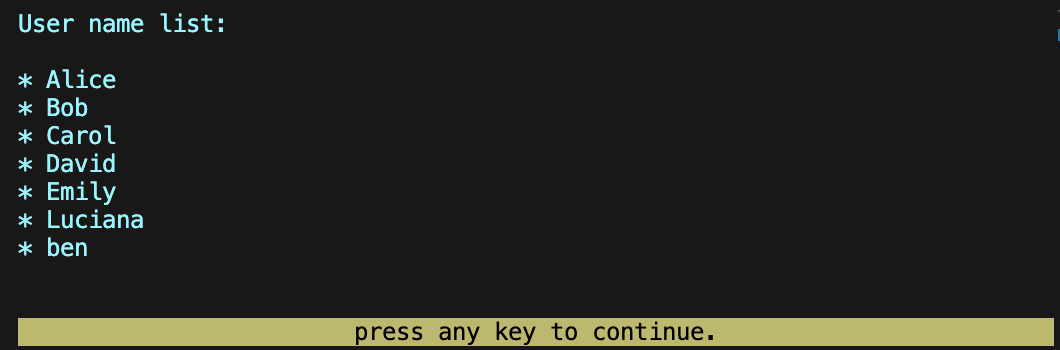 User name list:
* Alice
* Bob
* Carol
* David
* Emily
* Luciana
* ben
press any key to continue.